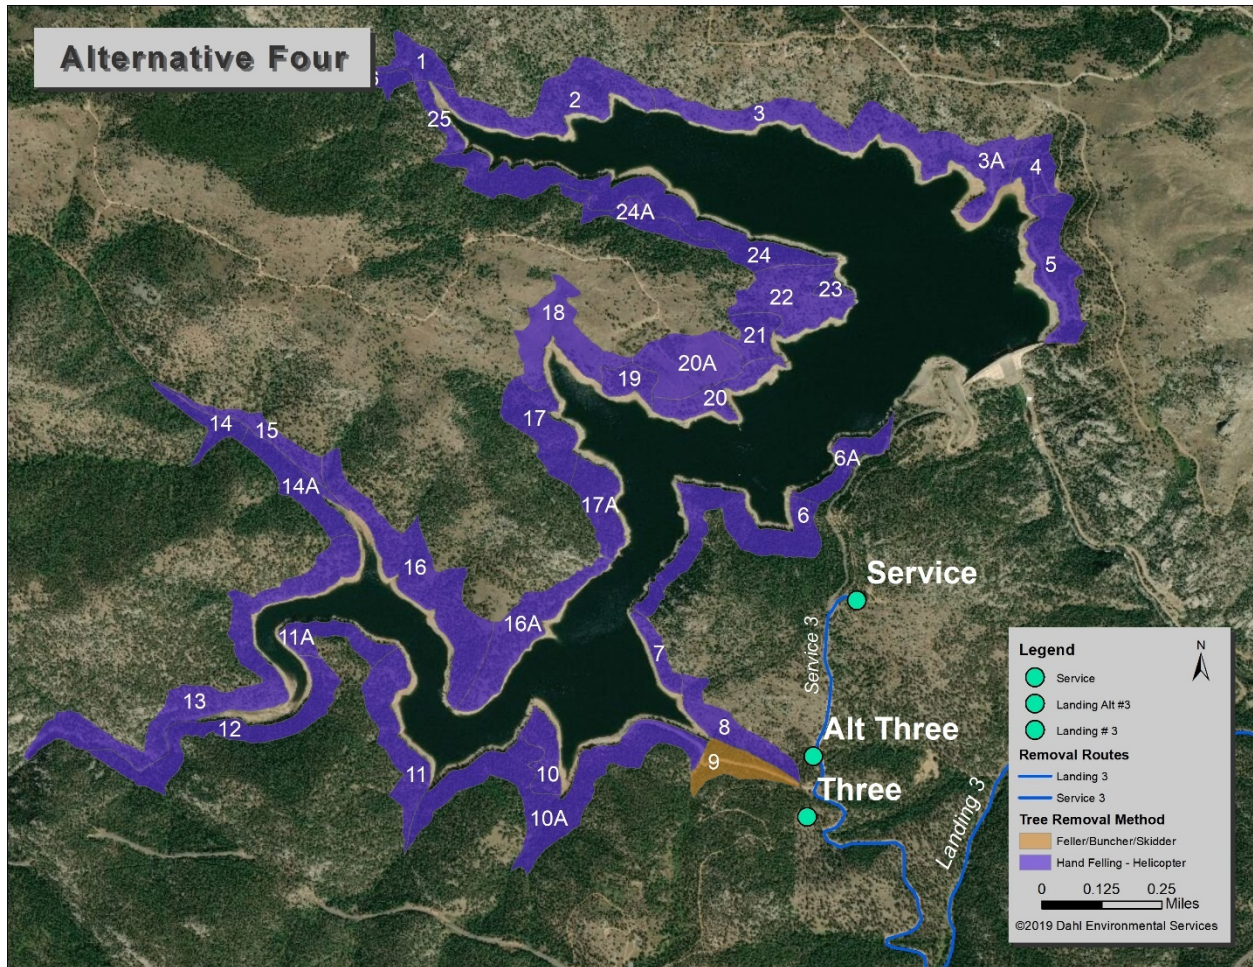 Alternative Four
1
2
3
25
3A
4
24A
5
24
22
23
18
21
20A
19
20
14
15
17
6A
14A
17A
6
16
Service
16A
11A
7
Service 3
13
12
8
Alt Three
9
11
10
Three
10A
Landing 3
Legend
N
Service
Landing Alt #3
Landing # 3
Removal Routes
Landing 3
Service 3
Tree Removal Method
Feller/Buncher/Skidder
Hand Felling - Helicopter
0 0.125 0.25
Miles
©2019 Dahl Environmental Services